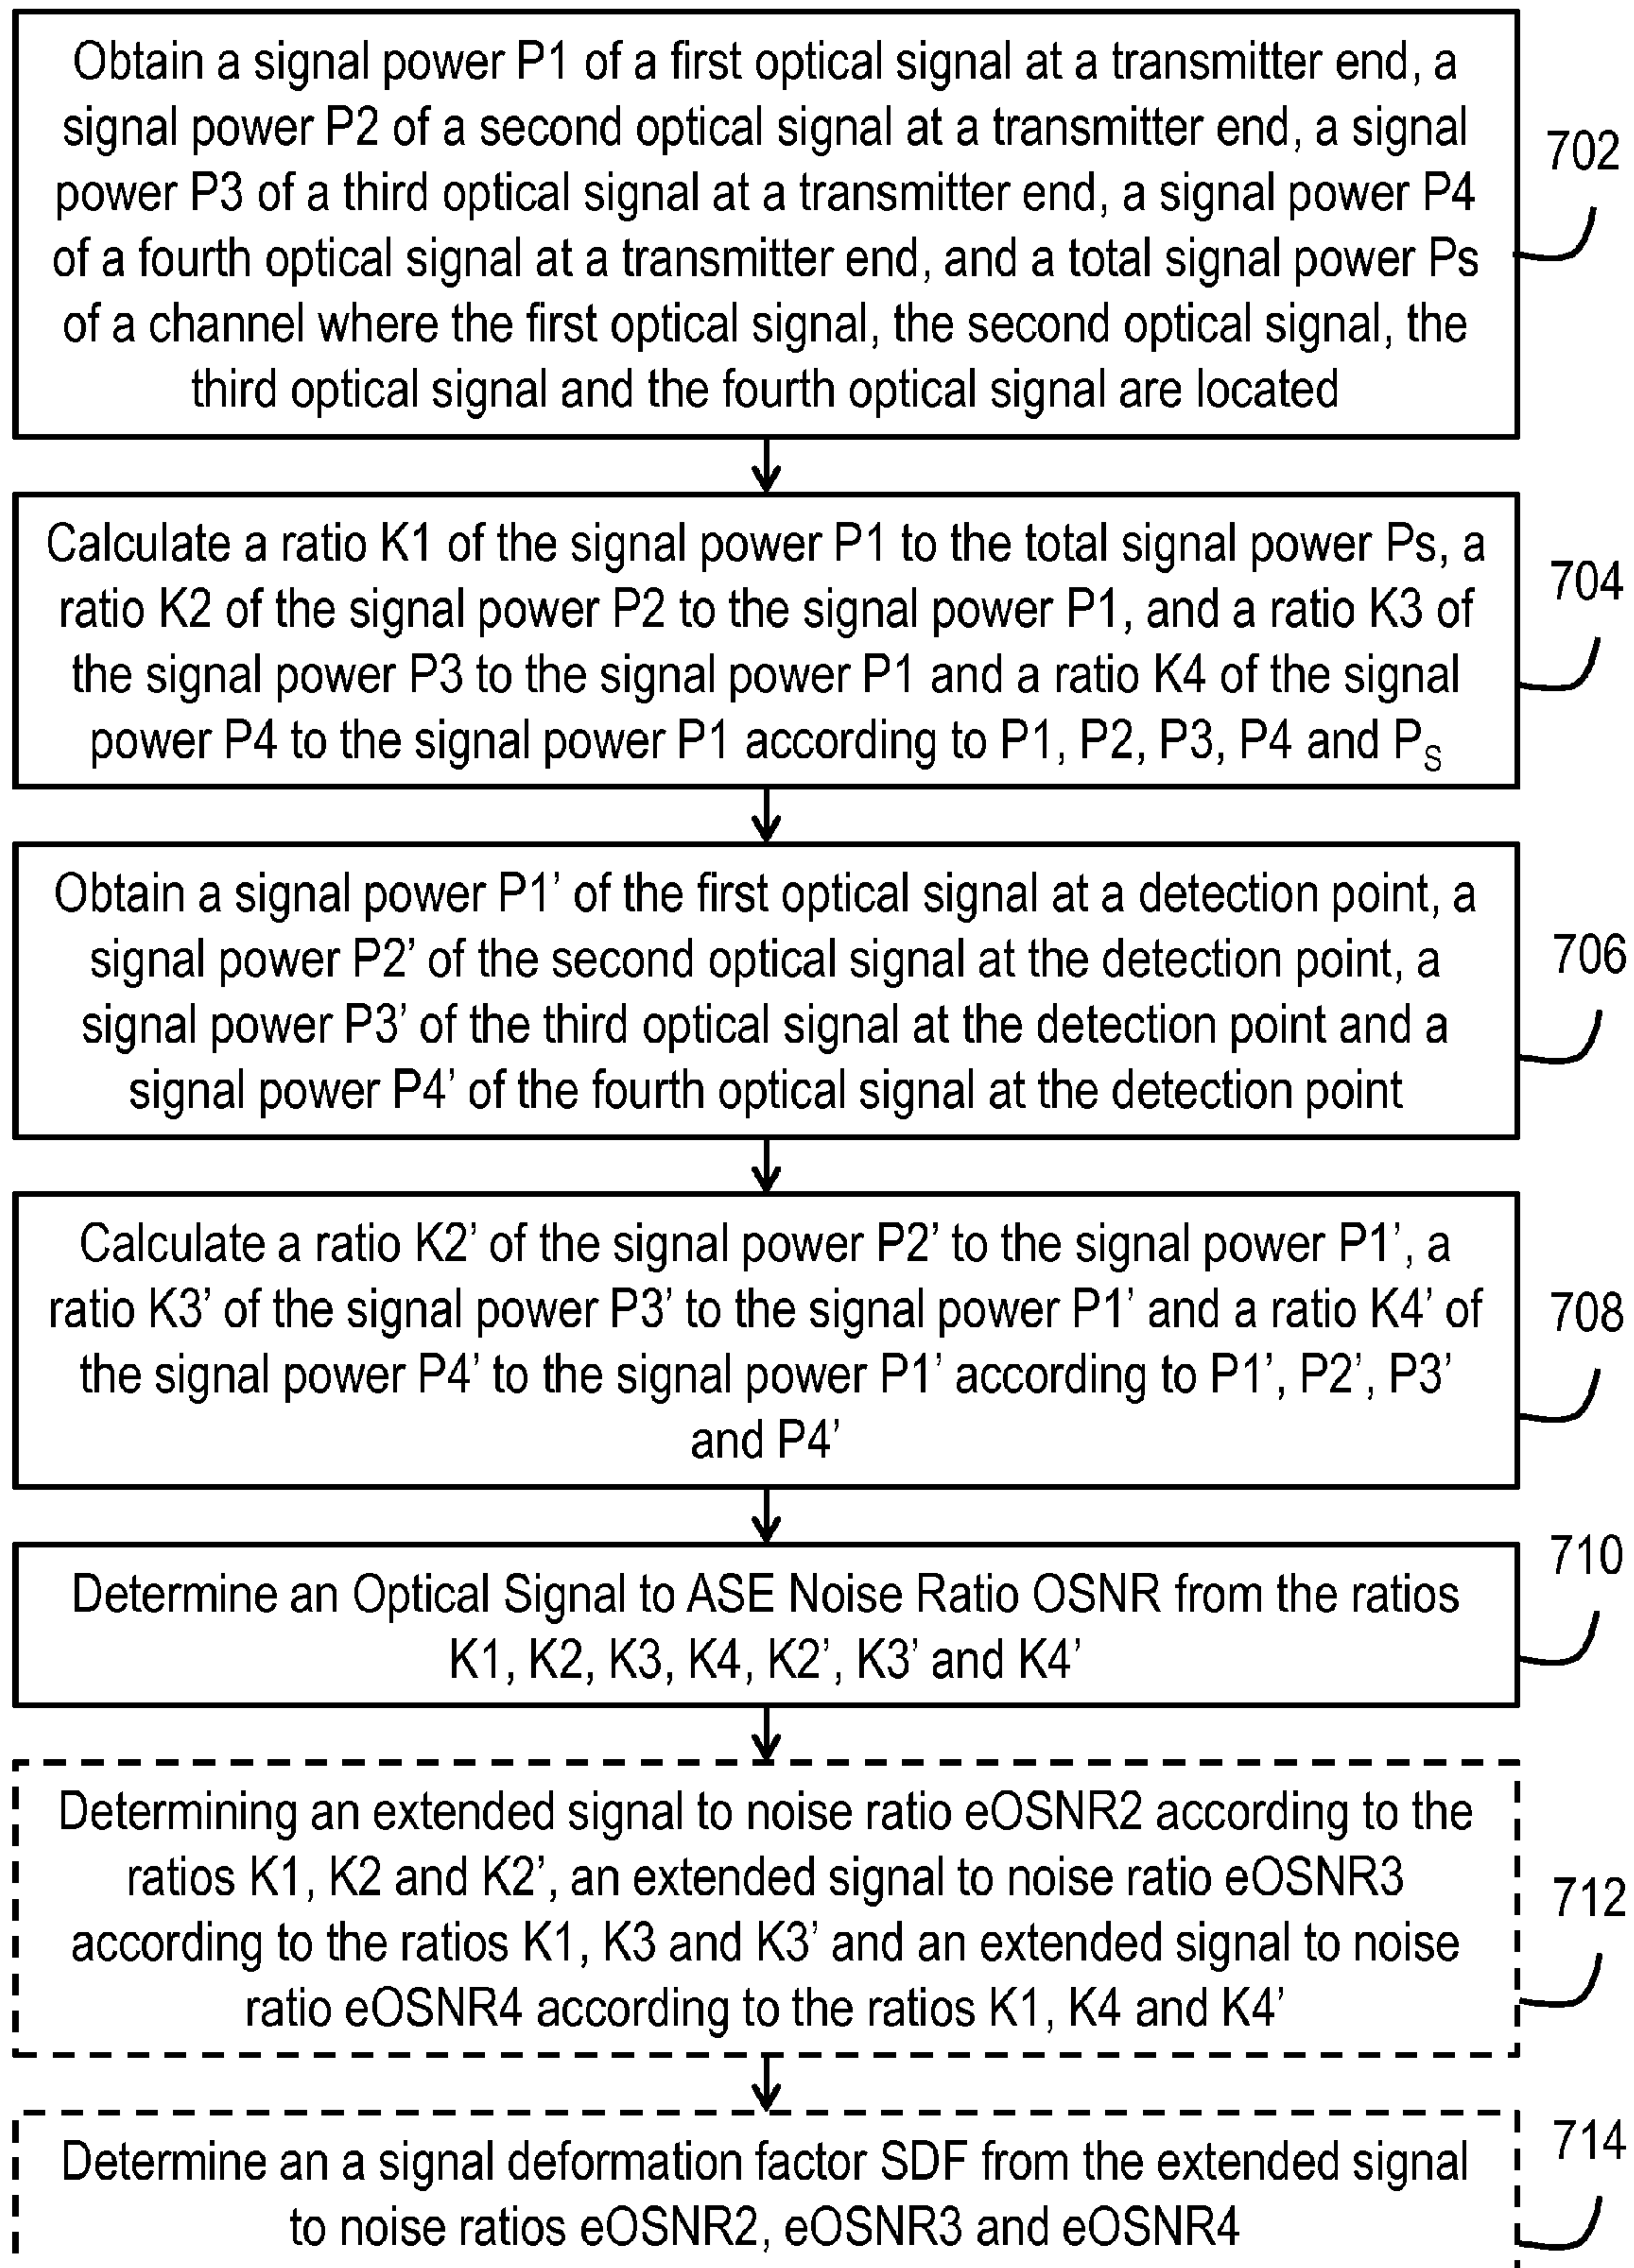 Obtain a signal power P1 of a first optical signal at a transmitter end, a
signal power P2 of a second optical signal at a transmitter end, a signal
power P3 of a third optical signal at a transmitter end, a signal power P4
of a fourth optical signal at a transmitter end, and a total signal power Ps
of a channel where the first optical signal, the second optical signal, the
third optical signal and the fourth optical signal are located
702
Calculate a ratio K1 of the signal power P1 to the total signal power Ps, a
ratio K2 of the signal power P2 to the signal power P1, and a ratio K3 of
the signal power P3 to the signal power P1 and a ratio K4 of the signal
power P4 to the signal power P1 according to P1, P2, P3, P4 and PS
704
Obtain a signal power P1’ of the first optical signal at a detection point, a
signal power P2’ of the second optical signal at the detection point, a
signal power P3’ of the third optical signal at the detection point and a
signal power P4’ of the fourth optical signal at the detection point
706
Calculate a ratio K2’ of the signal power P2’ to the signal power P1’, a
ratio K3’ of the signal power P3’ to the signal power P1’ and a ratio K4’ of
the signal power P4’ to the signal power P1’ according to P1’, P2’, P3’
and P4’
708
Determine an Optical Signal to ASE Noise Ratio OSNR from the ratios
K1, K2, K3, K4, K2’, K3’ and K4’
710
Determining an extended signal to noise ratio eOSNR2 according to the
ratios K1, K2 and K2’, an extended signal to noise ratio eOSNR3
according to the ratios K1, K3 and K3’ and an extended signal to noise
ratio eOSNR4 according to the ratios K1, K4 and K4’
712
Determine an a signal deformation factor SDF from the extended signal
to noise ratios eOSNR2, eOSNR3 and eOSNR4
714